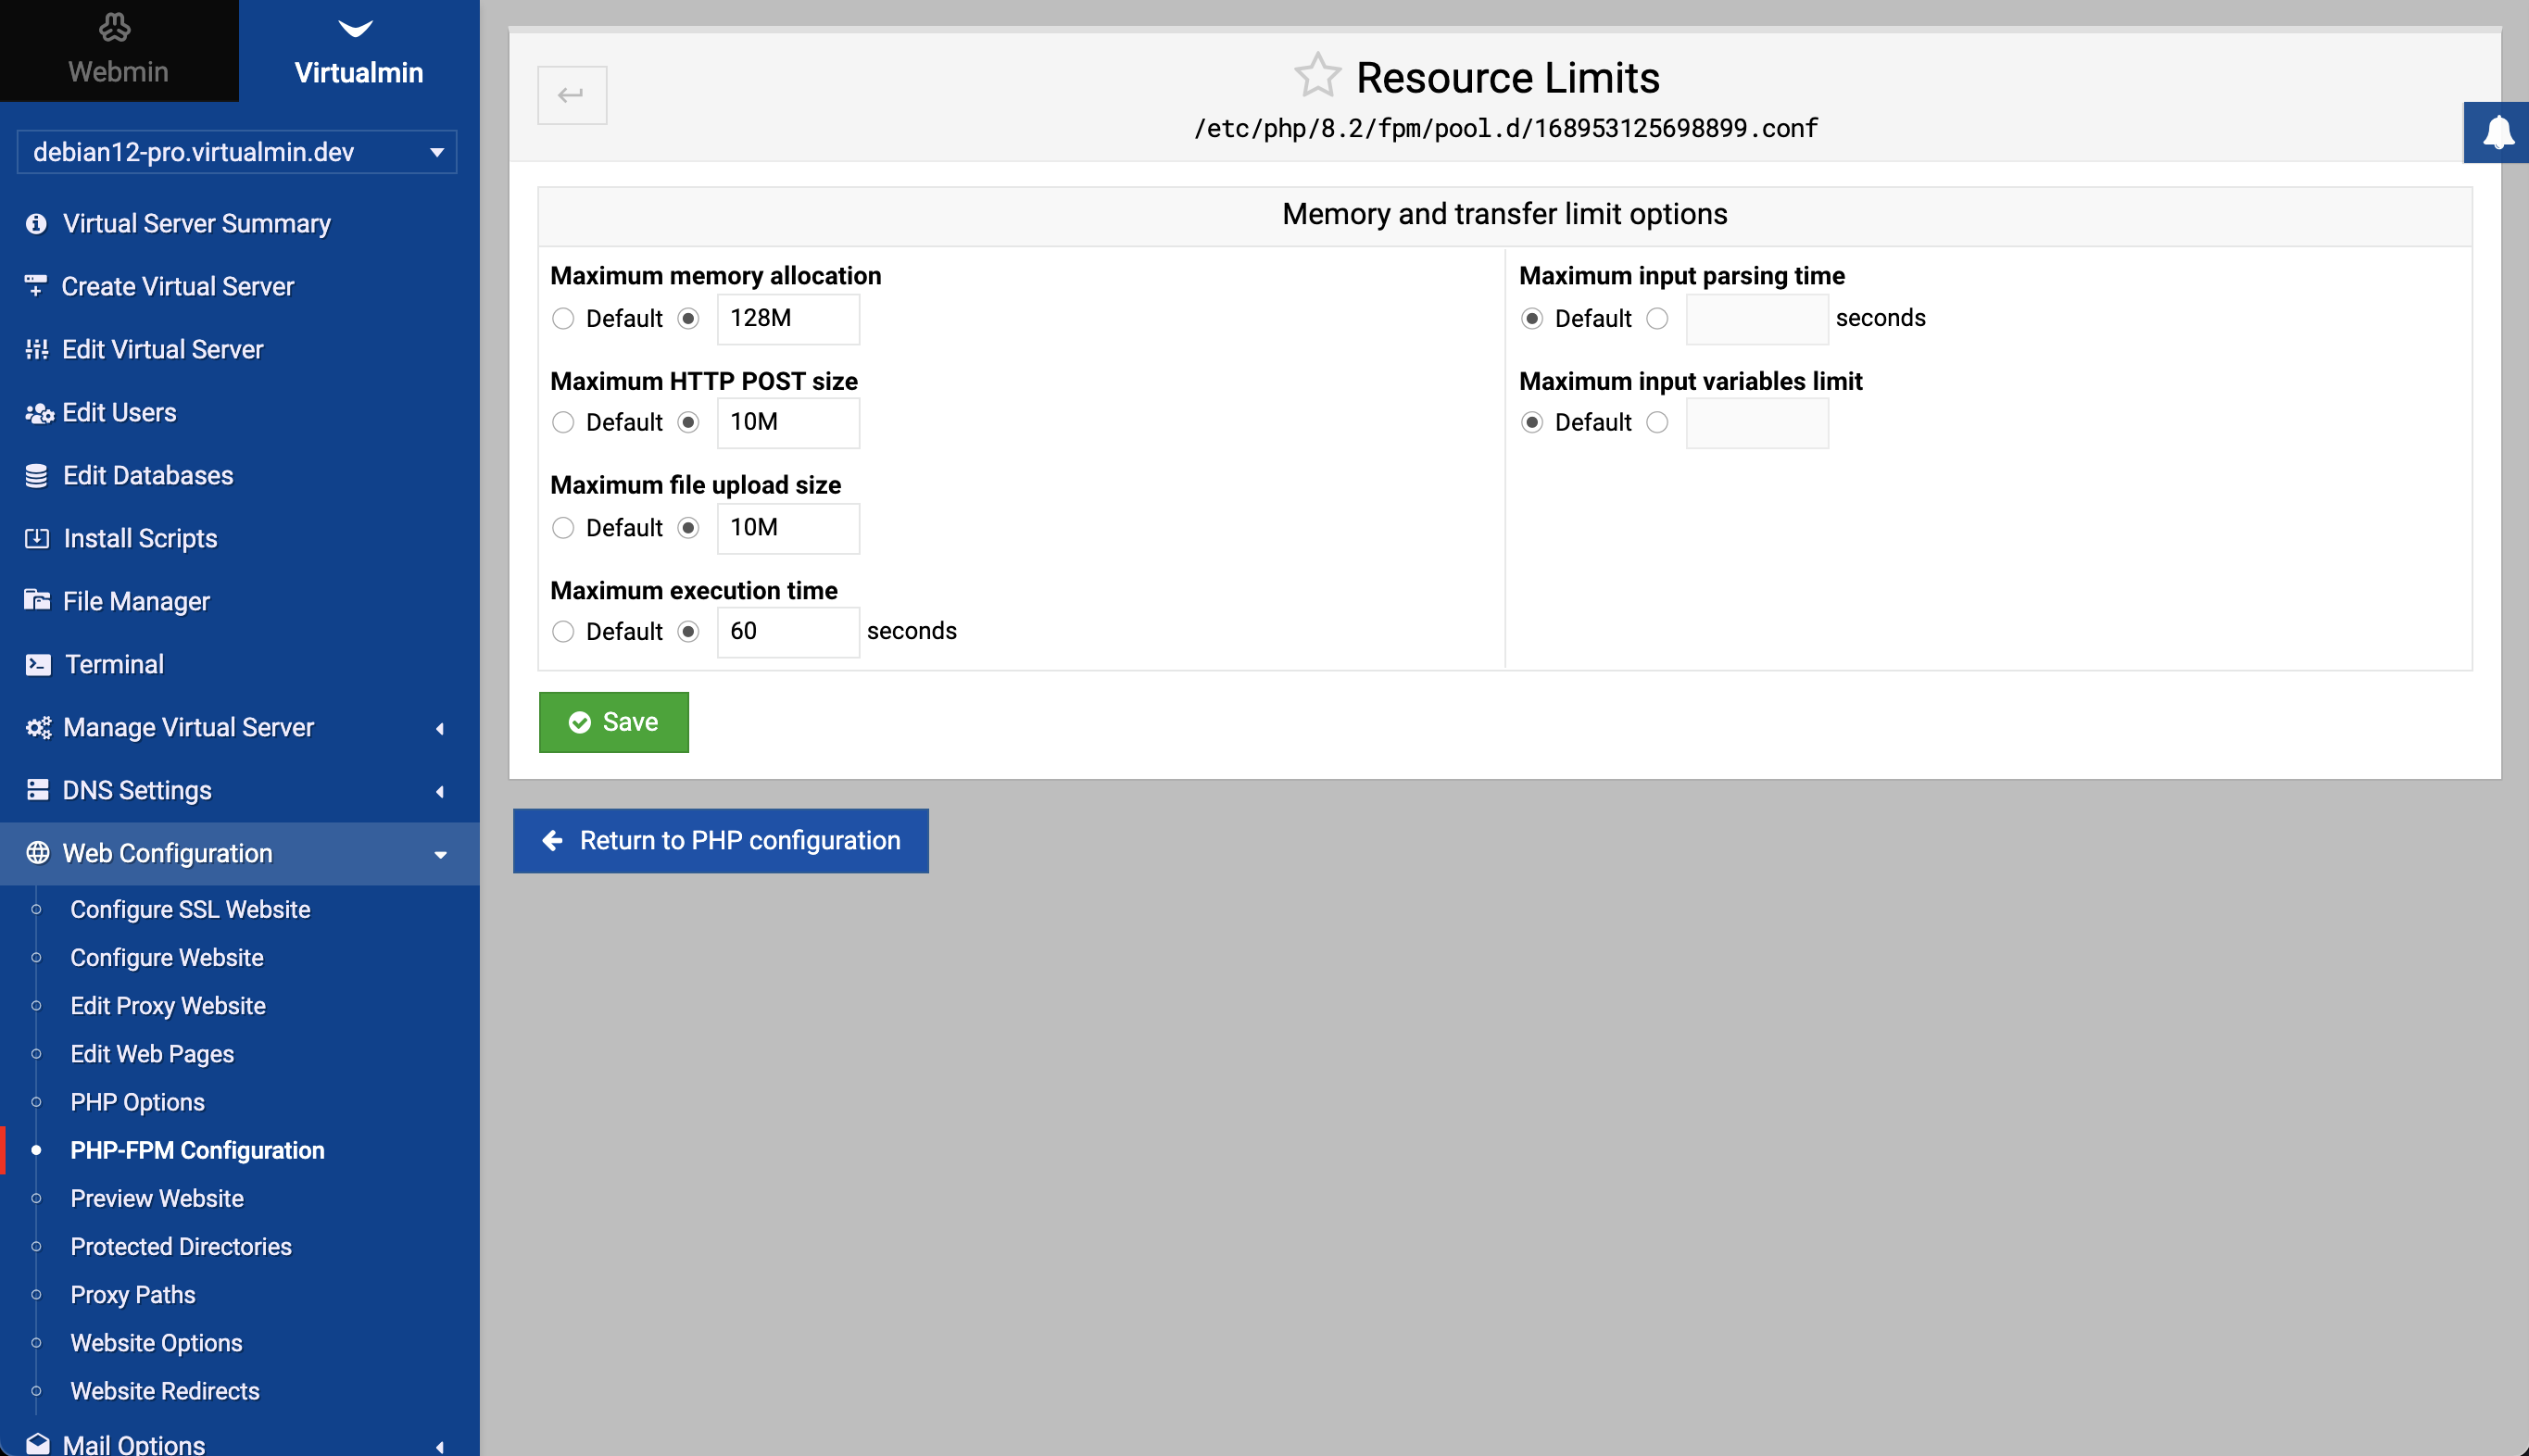 Webmin
Virtualmin
debian12-pro.virtualmin.dev
Virtual Server Summary
Create Virtual Server
Edit Virtual Server
Edit Users
Edit Databases
Install Scripts
File Manager
Terminal
Manage Virtual Server
DNS Settings
Web Configuration
Configure SSL Website
Configure Website
Edit Proxy Website
Edit Web Pages
PHP Options
PHP-FPM Configuration
Preview Website
Protected Directories
Proxy Paths
Website Options
Website Redirects
Mail Options
Resource Limits
/etc/php/8.2/fpm/pool.d/168953125698899.conf
Memory and transfer limit options
Maximum memory allocation
Default 128M
Maximum HTTP POST size
Default 10M
Maximum file upload size
Default 10M
Maximum execution time
Default 60 seconds
Maximum input parsing time
Default seconds
Maximum input variables limit
Default
Save
Return to PHP configuration